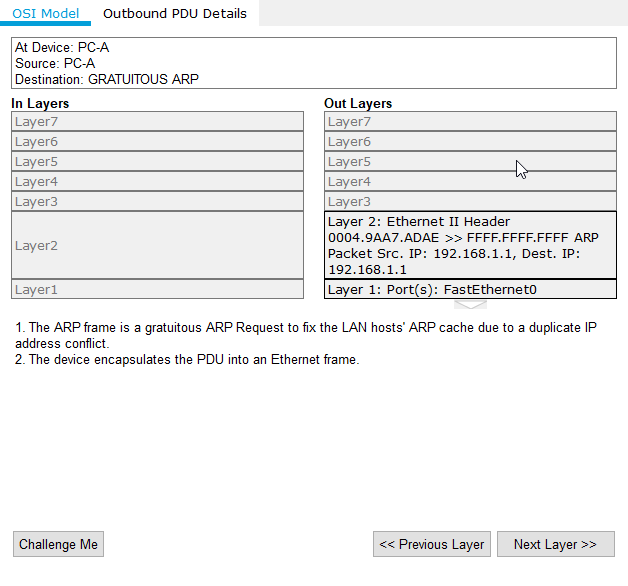 OSI Model Outbound PDU Details
At Device: PC-A
Source: PC-A
Destination: GRATUITOUS ARP
In Layers
Layer7
Layer6
Layer5
Layer4
Layer3
Layer2
Layer1
Out Layers
Layer7
Layer6
Layer5
Layer4
Layer3
Layer 2: Ethernet II Header
0004.9AA7.ADAE >> FFFF.FFFF.FFFF ARP
Packet Src. IP: 192.168.1.1, Dest. IP:
192.168.1.1
Layer 1: Port(s): FastEthernet0
1. The ARP frame is a gratuitous ARP Request to fix the LAN hosts' ARP cache due to a duplicate IP
address conflict.
2. The device encapsulates the PDU into an Ethernet frame.
Challenge Me
<< Previous Layer
Next Layer >>